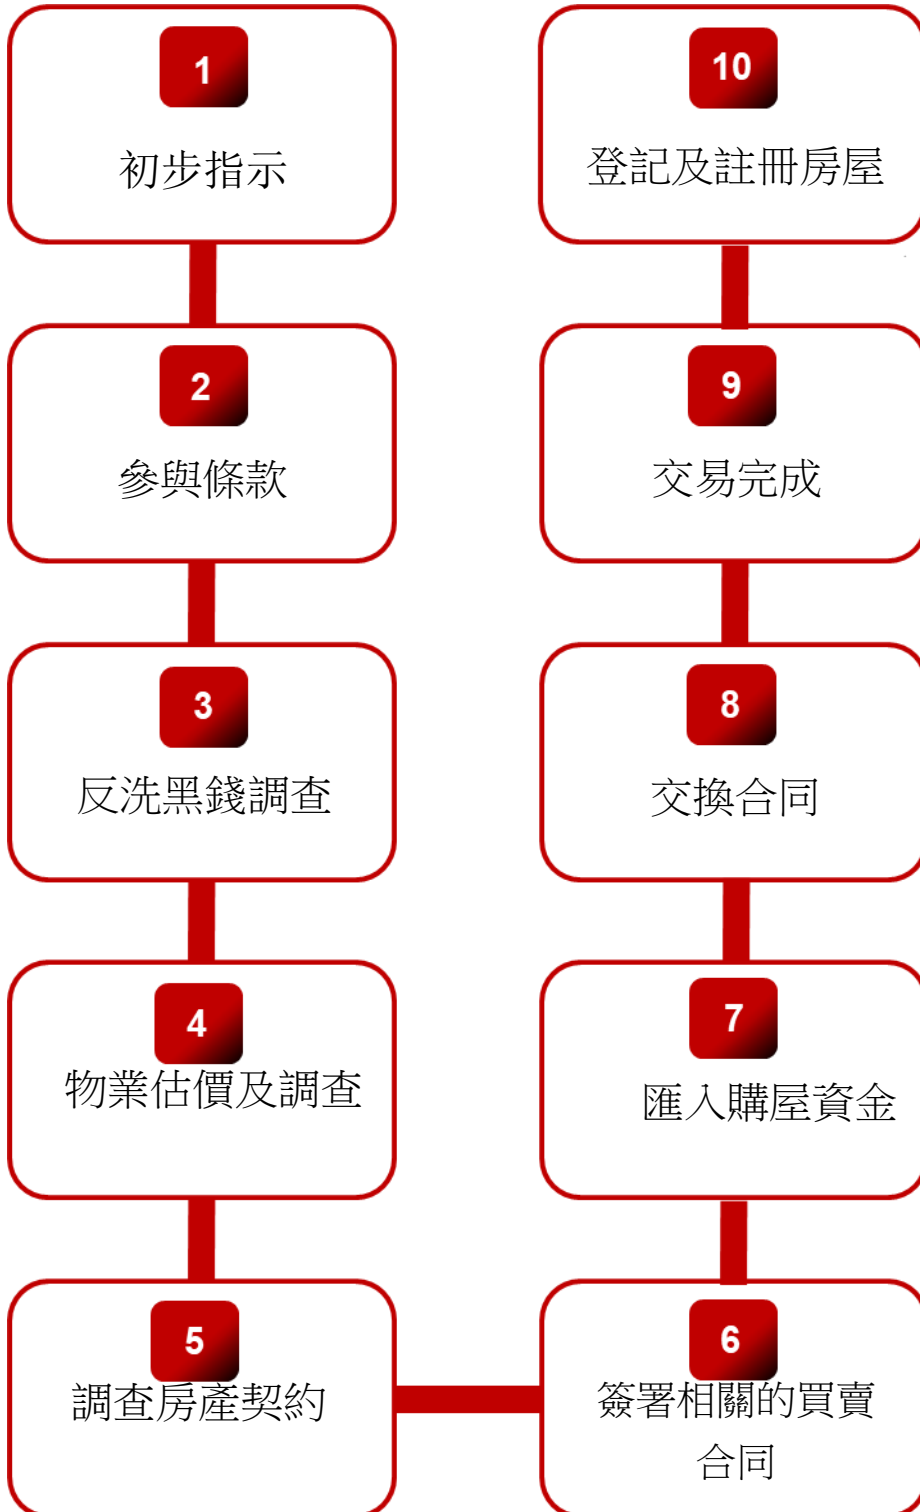 1
初步指示
2
參與條款
3
反洗黑錢調查
4
物業估價及調查
5
調查房產契約
6
簽署相關的買賣
合同
7
匯入購屋資金
8
交換合同
9
交易完成
10
登記及註冊房屋